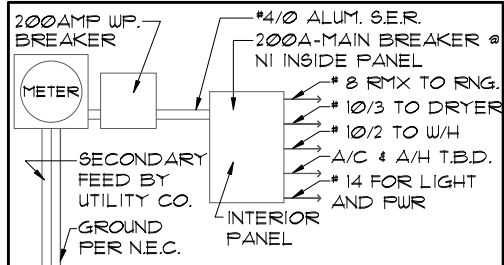 200AMP WP.
BREAKER
#4/0 ALUM. S.E.R.
200A-MAIN BREAKER @
NI INSIDE PANEL
METER
# 8 RMX TO RNG.
# 10/3 TO DRYER
# 10/2 TO W/H
A/C & A/H T.B.D.
# 14 FOR LIGHT
AND PWR
SECONDARY
FEED BY
UTILITY CO.
GROUND
PER N.E.C.
INTERIOR
PANEL